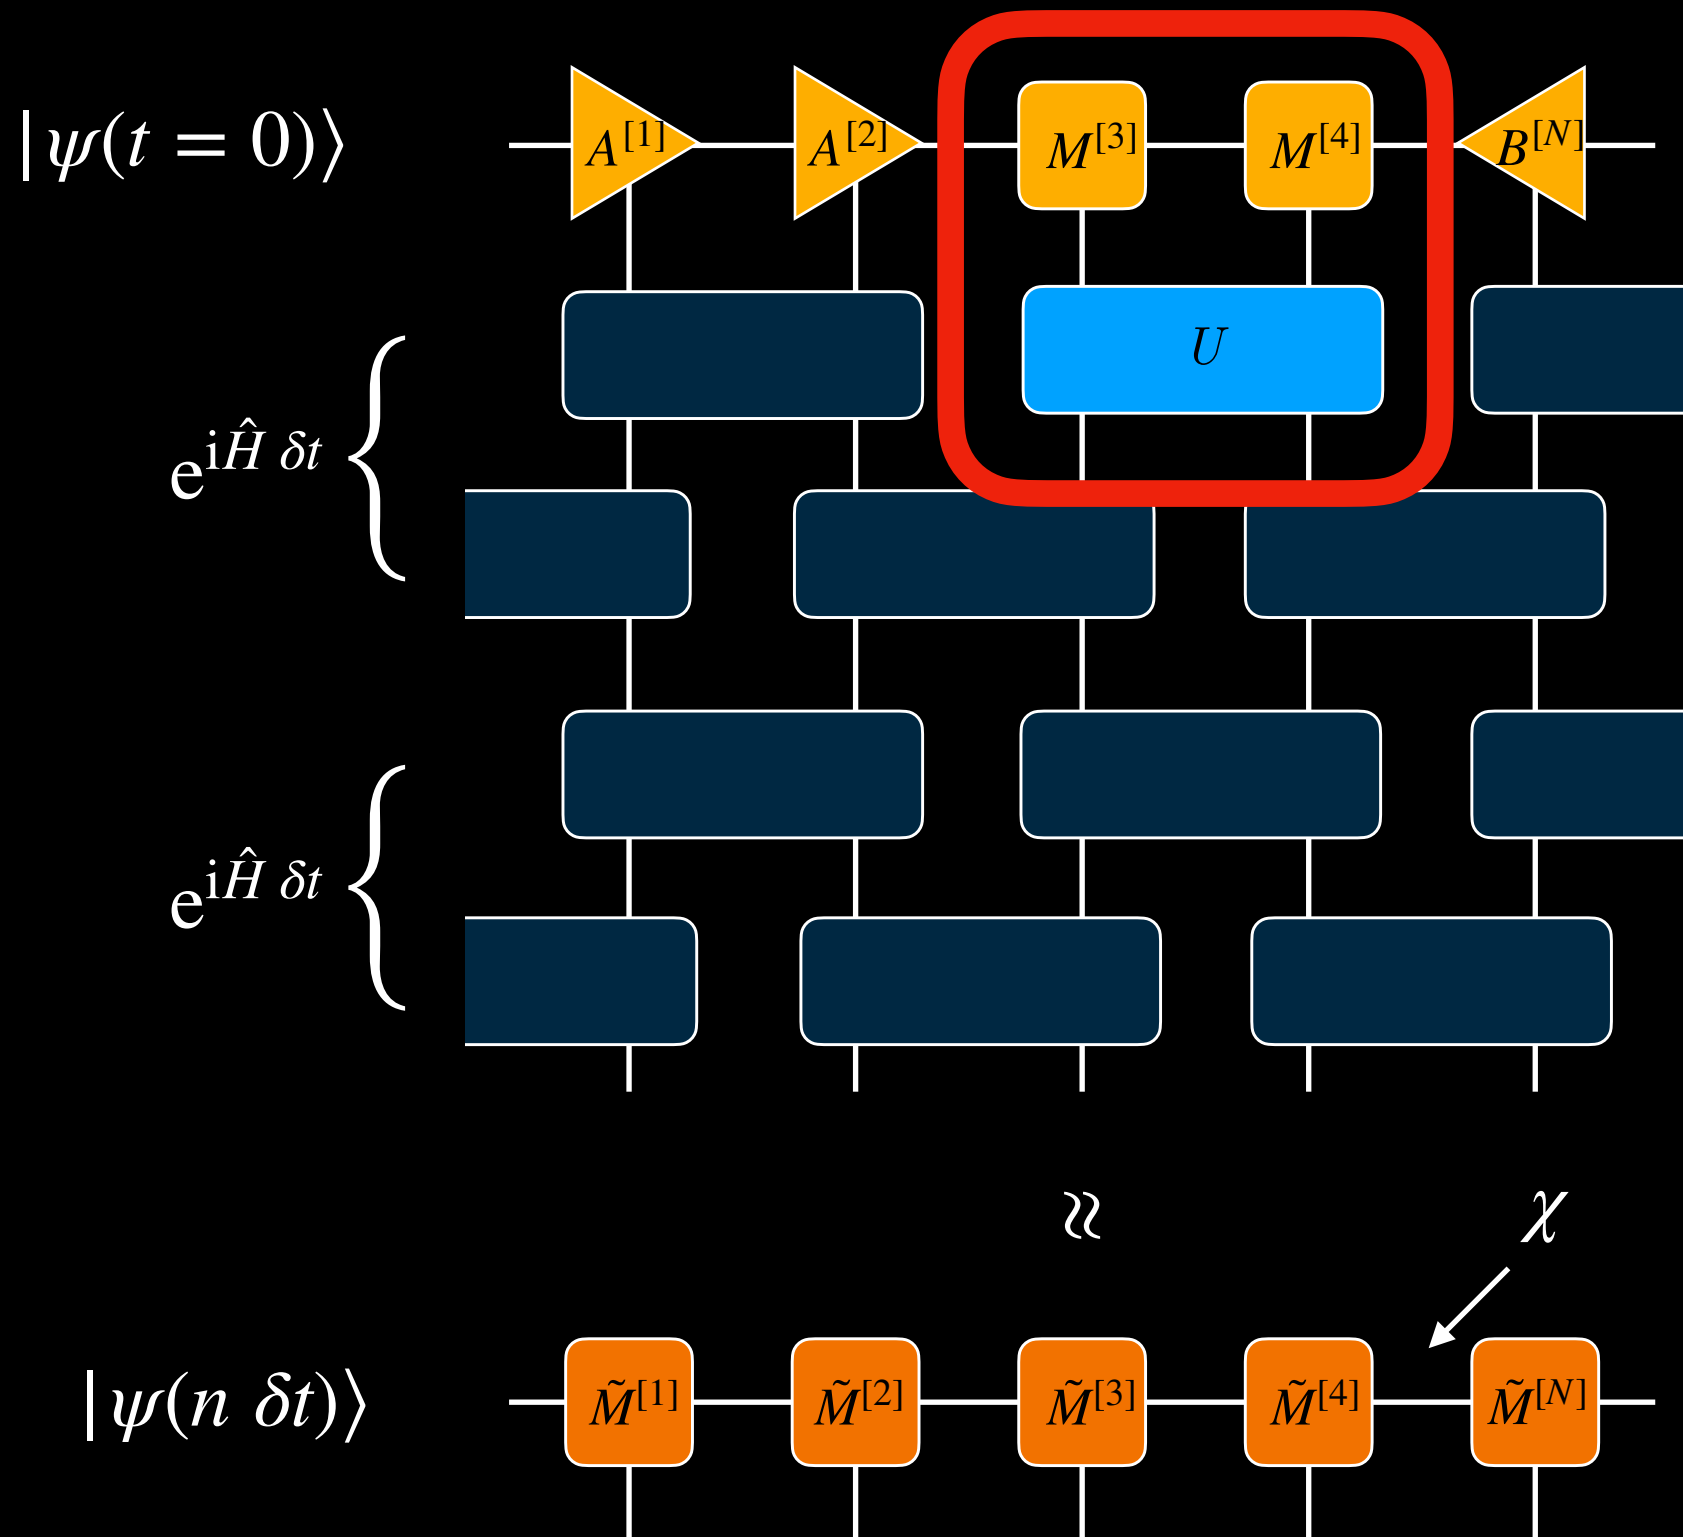 |ψ(t = 0)⟩ A^[1] A^[2] M^[3] M^[4] B^[N]
U
e^{iĤ δt}
e^{iĤ δt}
≈ χ
|ψ(n δt)⟩ M̃^[1] M̃^[2] M̃^[3] M̃^[4] M̃^[N]